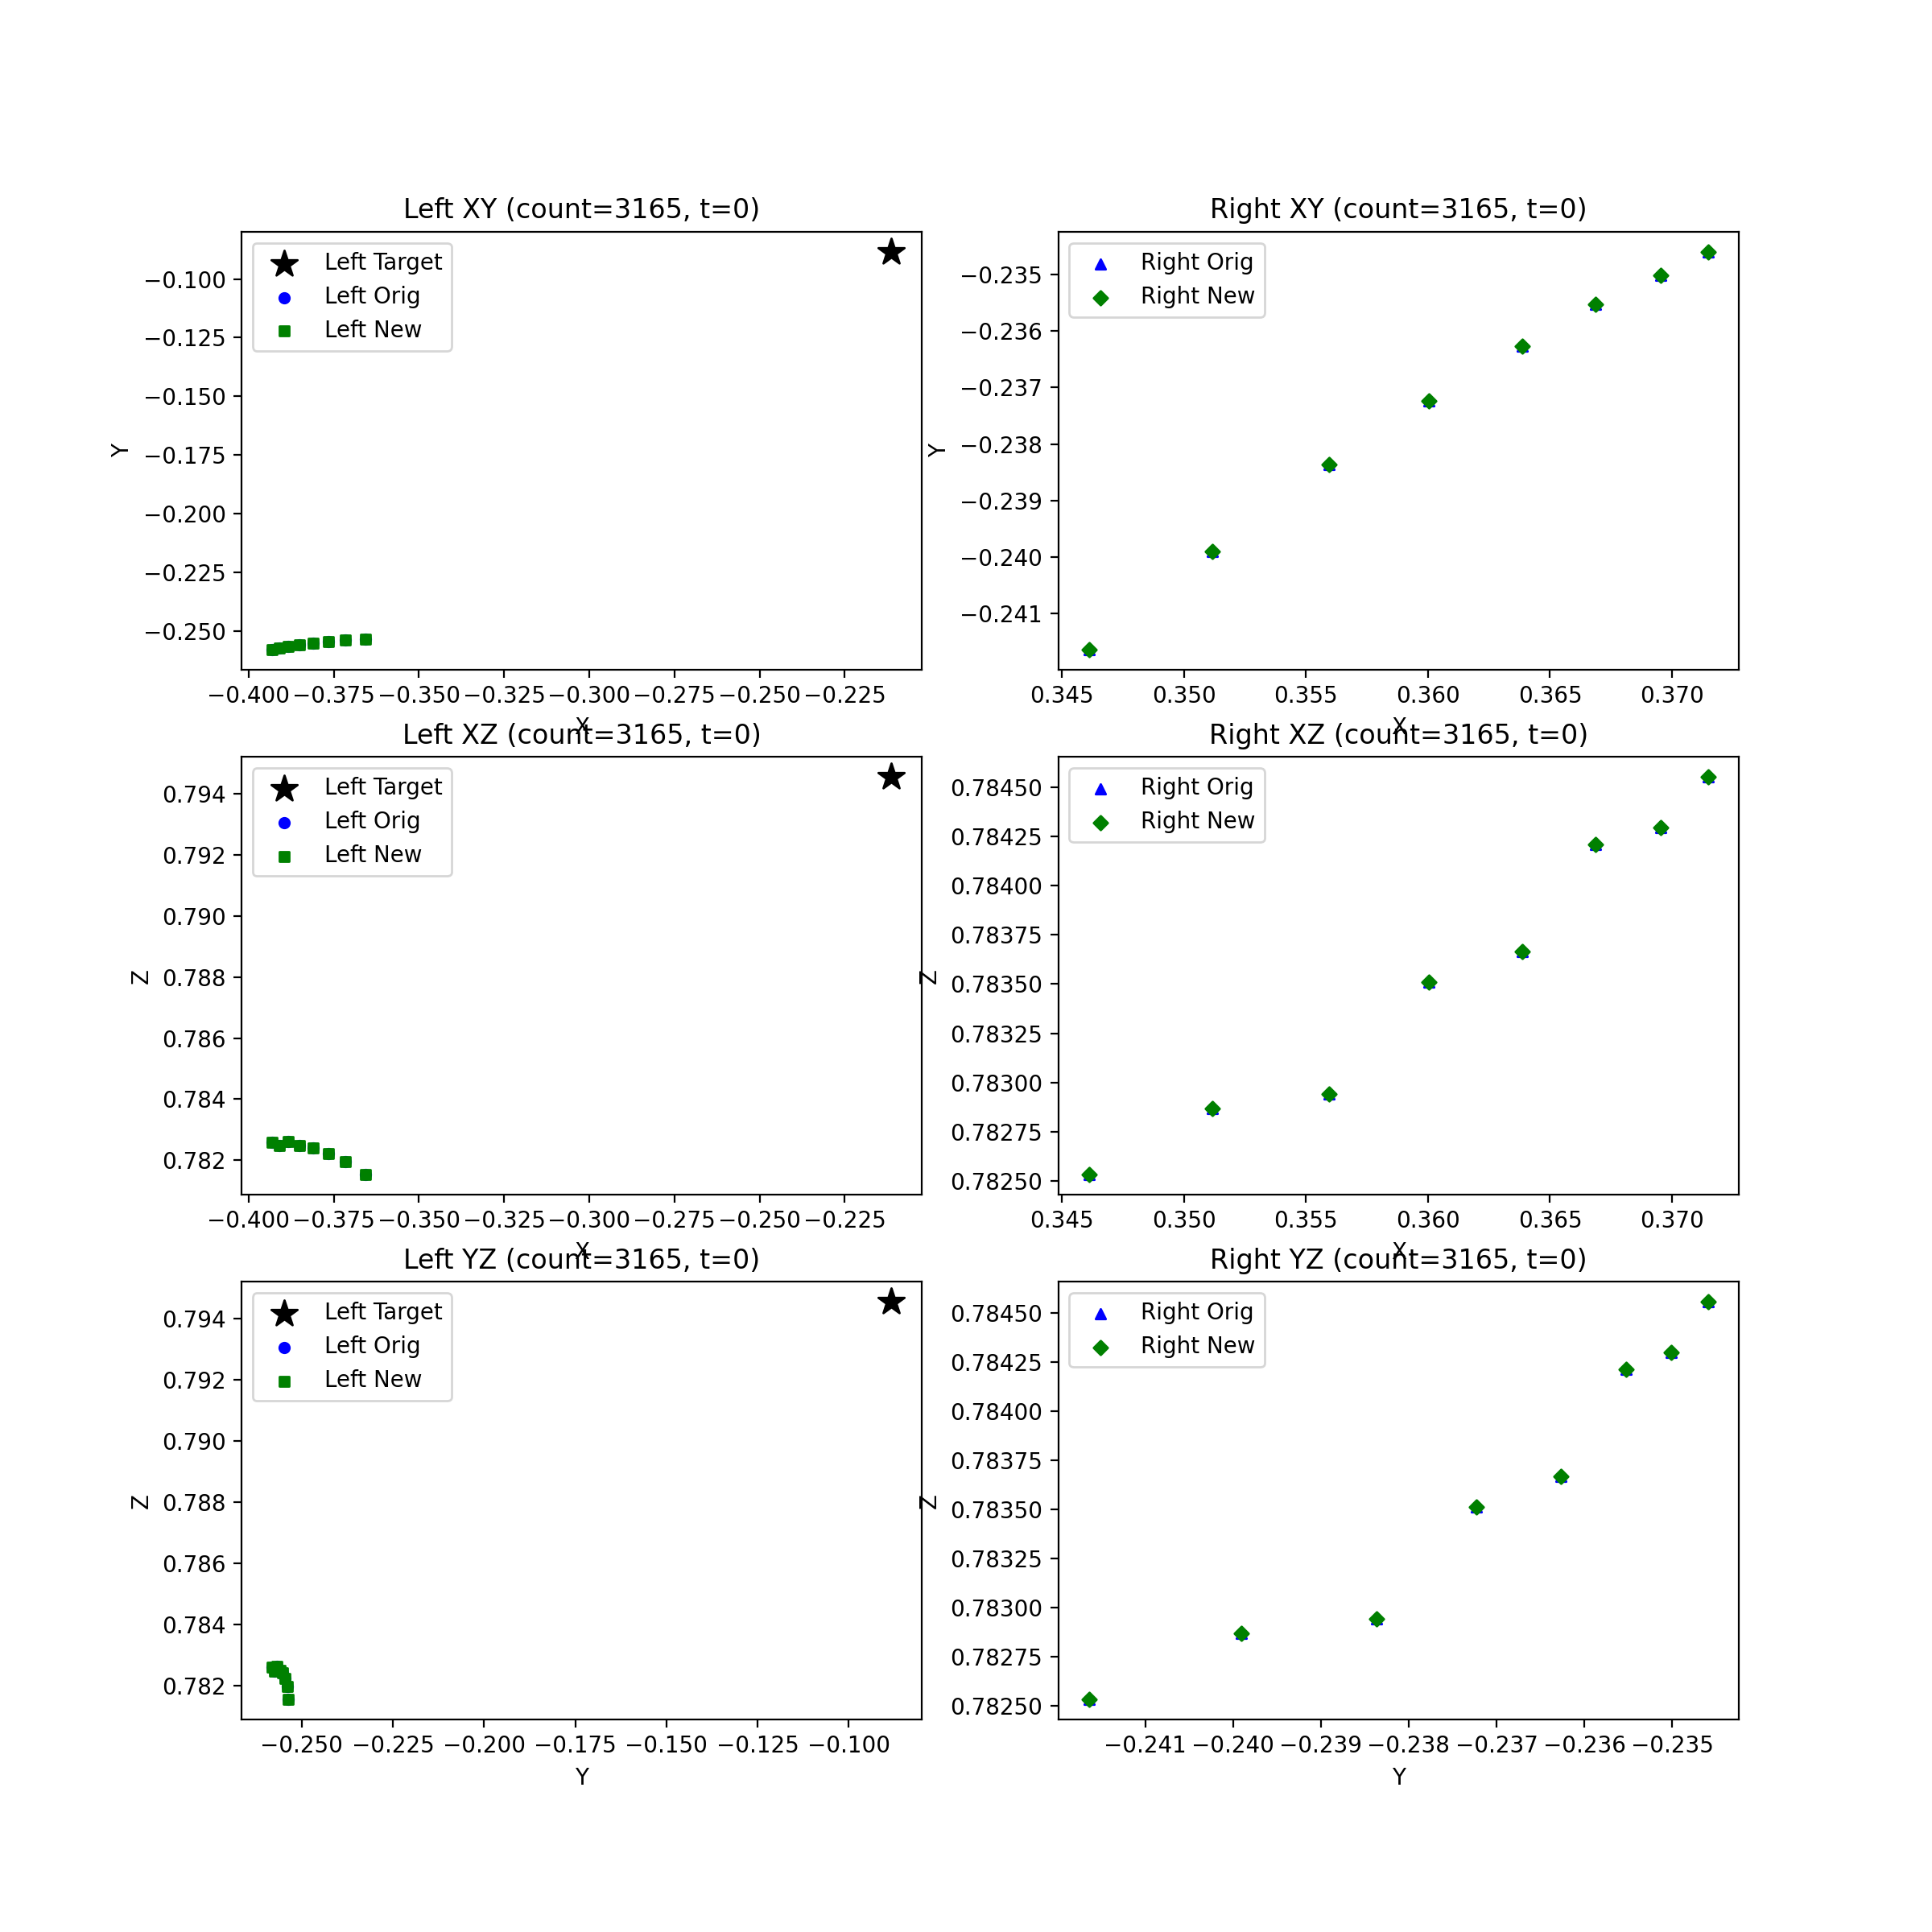 Left XY (count=3165, t=0)
Left Target
Left Orig
Left New
−0.100
−0.125
−0.150
−0.175
−0.200
−0.225
−0.250
Y
−0.400 −0.375 −0.350 −0.325 −0.300 −0.275 −0.250 −0.225
X
Right XY (count=3165, t=0)
Right Orig
Right New
−0.235
−0.236
−0.237
−0.238
−0.239
−0.240
−0.241
Y
0.345 0.350 0.355 0.360 0.365 0.370
X
Left XZ (count=3165, t=0)
Left Target
Left Orig
Left New
0.794
0.792
0.790
0.788
0.786
0.784
0.782
Z
−0.400 −0.375 −0.350 −0.325 −0.300 −0.275 −0.250 −0.225
X
Right XZ (count=3165, t=0)
Right Orig
Right New
0.78450
0.78425
0.78400
0.78375
0.78350
0.78325
0.78300
0.78275
0.78250
Z
0.345 0.350 0.355 0.360 0.365 0.370
X
Left YZ (count=3165, t=0)
Left Target
Left Orig
Left New
0.794
0.792
0.790
0.788
0.786
0.784
0.782
Z
−0.250 −0.225 −0.200 −0.175 −0.150 −0.125 −0.100
Y
Right YZ (count=3165, t=0)
Right Orig
Right New
0.78450
0.78425
0.78400
0.78375
0.78350
0.78325
0.78300
0.78275
0.78250
Z
−0.241 −0.240 −0.239 −0.238 −0.237 −0.236 −0.235
Y